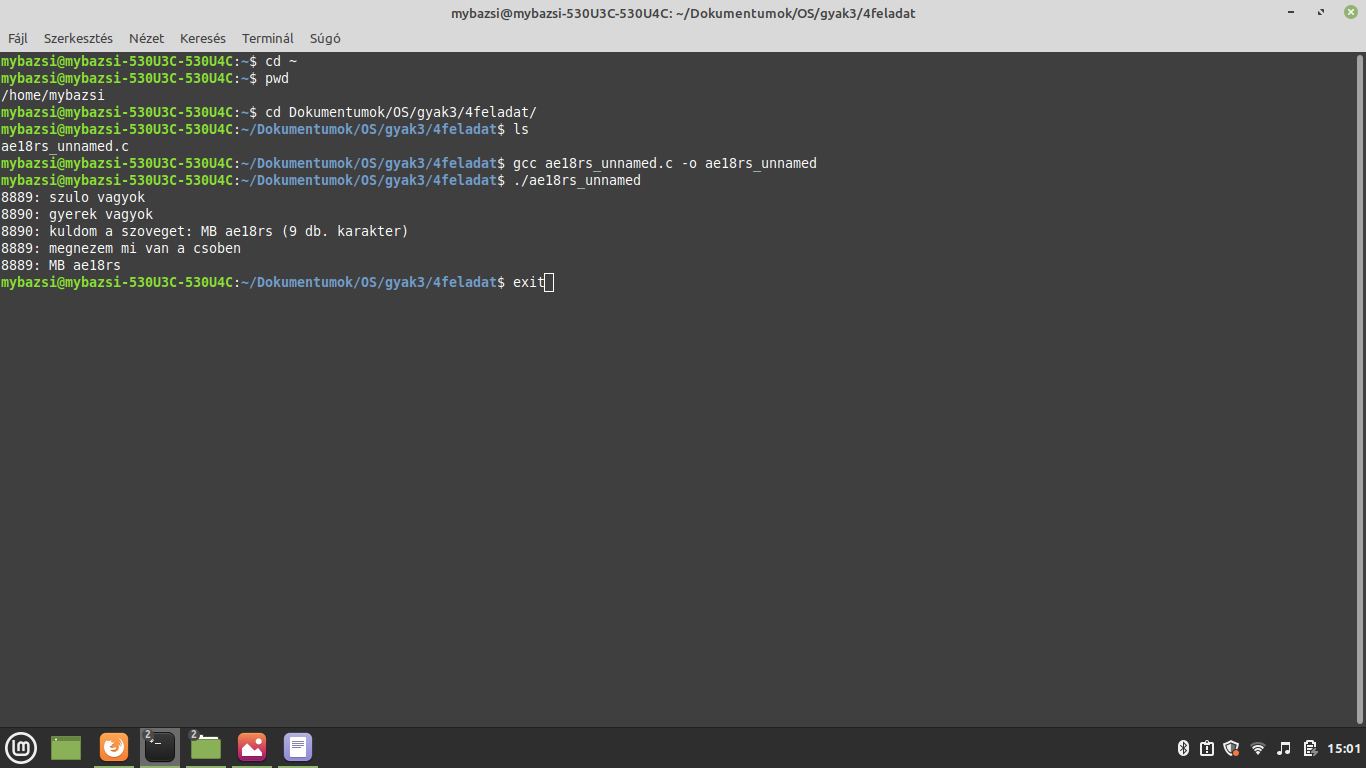 mybazsi@mybazsi-530U3C-530U4C: ~/Dokumentumok/OS/gyak3/4feladat
Fájl Szerkesztés Nézet Keresés Terminál Súgó
mybazsi@mybazsi-530U3C-530U4C:~$ cd ~
mybazsi@mybazsi-530U3C-530U4C:~$ pwd
/home/mybazsi
mybazsi@mybazsi-530U3C-530U4C:~$ cd Dokumentumok/OS/gyak3/4feladat/
mybazsi@mybazsi-530U3C-530U4C:~/Dokumentumok/OS/gyak3/4feladat$ ls
ae18rs_unnamed.c
mybazsi@mybazsi-530U3C-530U4C:~/Dokumentumok/OS/gyak3/4feladat$ gcc ae18rs_unnamed.c -o ae18rs_unnamed
mybazsi@mybazsi-530U3C-530U4C:~/Dokumentumok/OS/gyak3/4feladat$ ./ae18rs_unnamed
8889: szulo vagyok
8890: gyerek vagyok
8890: kuldom a szoveget: MB ae18rs (9 db. karakter)
8889: megnezem mi van a csoben
8889: MB ae18rs
mybazsi@mybazsi-530U3C-530U4C:~/Dokumentumok/OS/gyak3/4feladat$ exit
2 2 15:01